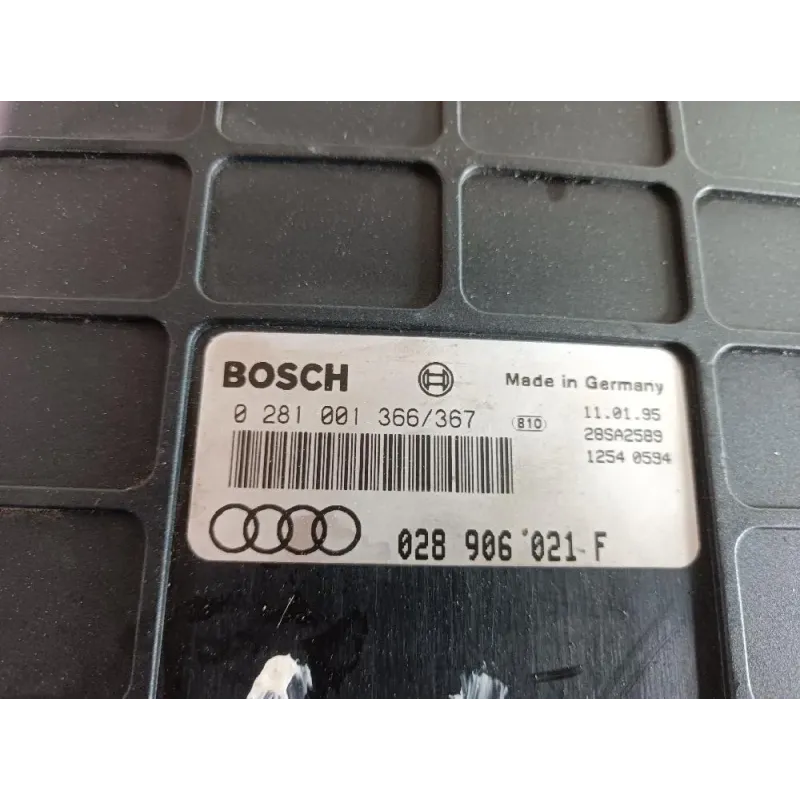 BOSCH
Made in Germany
0 281 001 366/367
810
11.01.95
28SA2589
1254 0594
028 906 021 F